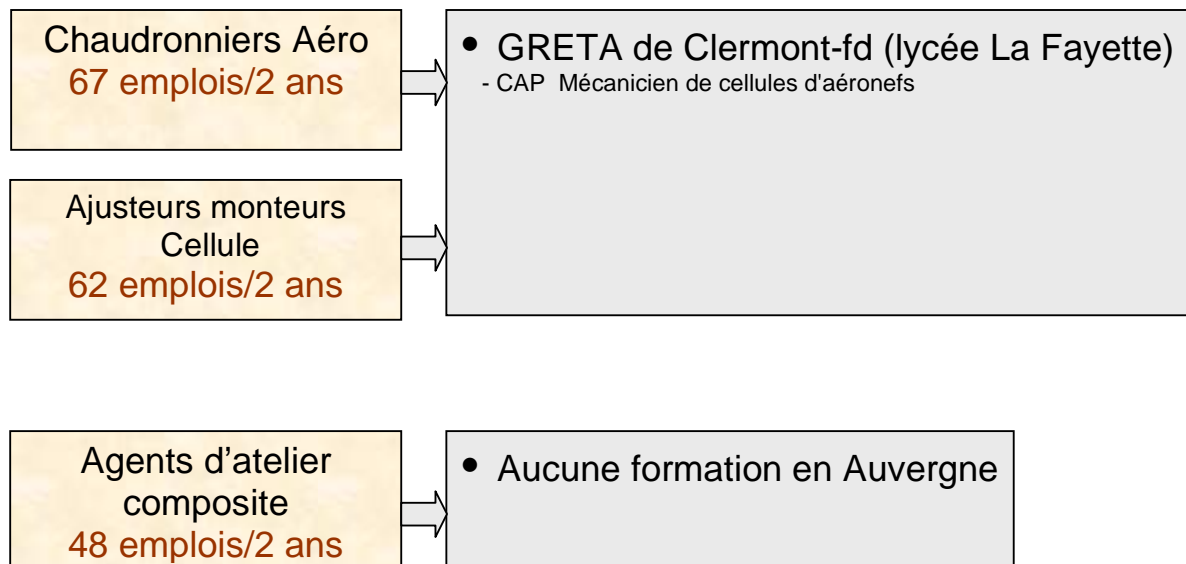 Chaudronniers Aéro
67 emplois/2 ans
• GRETA de Clermont-fd (lycée La Fayette)
- CAP Mécanicien de cellules d'aéronefs
Ajusteurs monteurs
Cellule
62 emplois/2 ans
Agents d’atelier
composite
48 emplois/2 ans
• Aucune formation en Auvergne